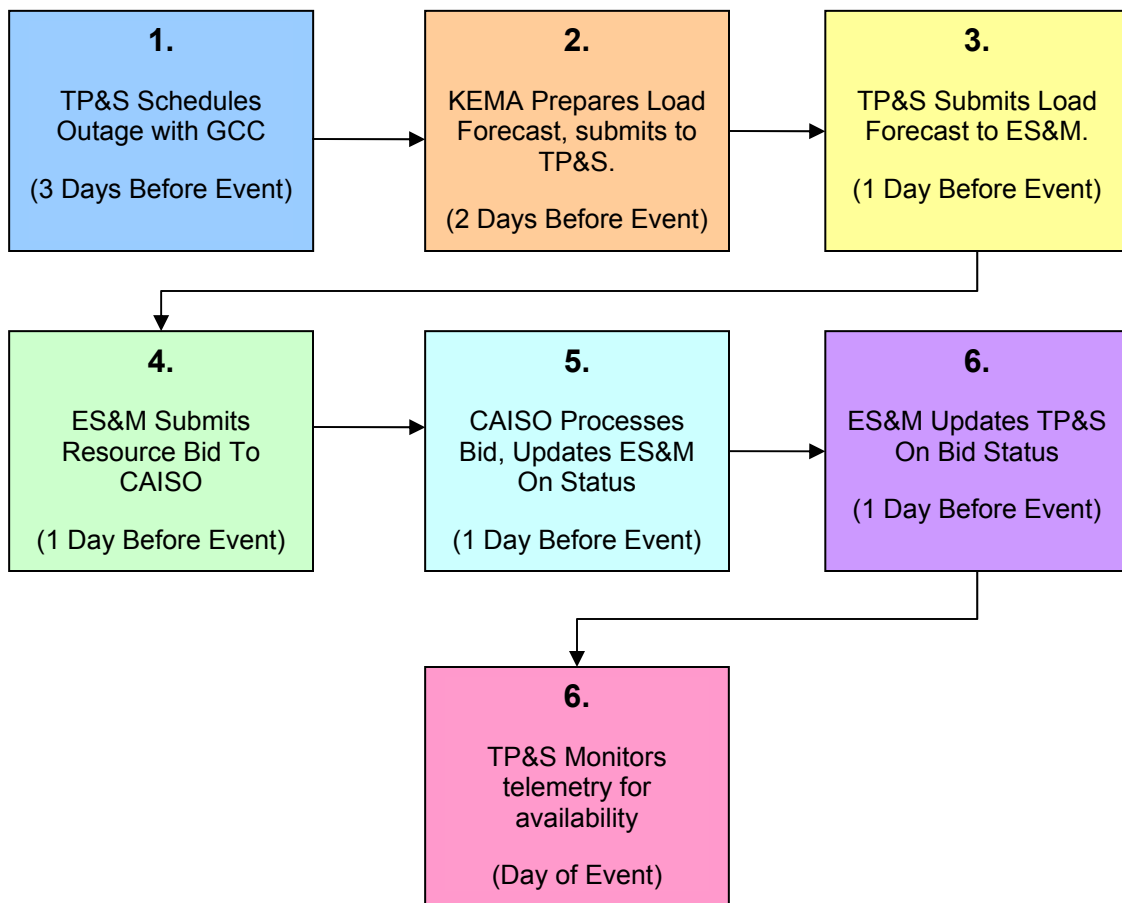 1.
TP&S Schedules
Outage with GCC
(3 Days Before Event)
2.
KEMA Prepares Load
Forecast, submits to
TP&S.
(2 Days Before Event)
3.
TP&S Submits Load
Forecast to ES&M.
(1 Day Before Event)
4.
ES&M Submits
Resource Bid To
CAISO
(1 Day Before Event)
5.
CAISO Processes
Bid, Updates ES&M
On Status
(1 Day Before Event)
6.
ES&M Updates TP&S
On Bid Status
(1 Day Before Event)
6.
TP&S Monitors
telemetry for
availability
(Day of Event)